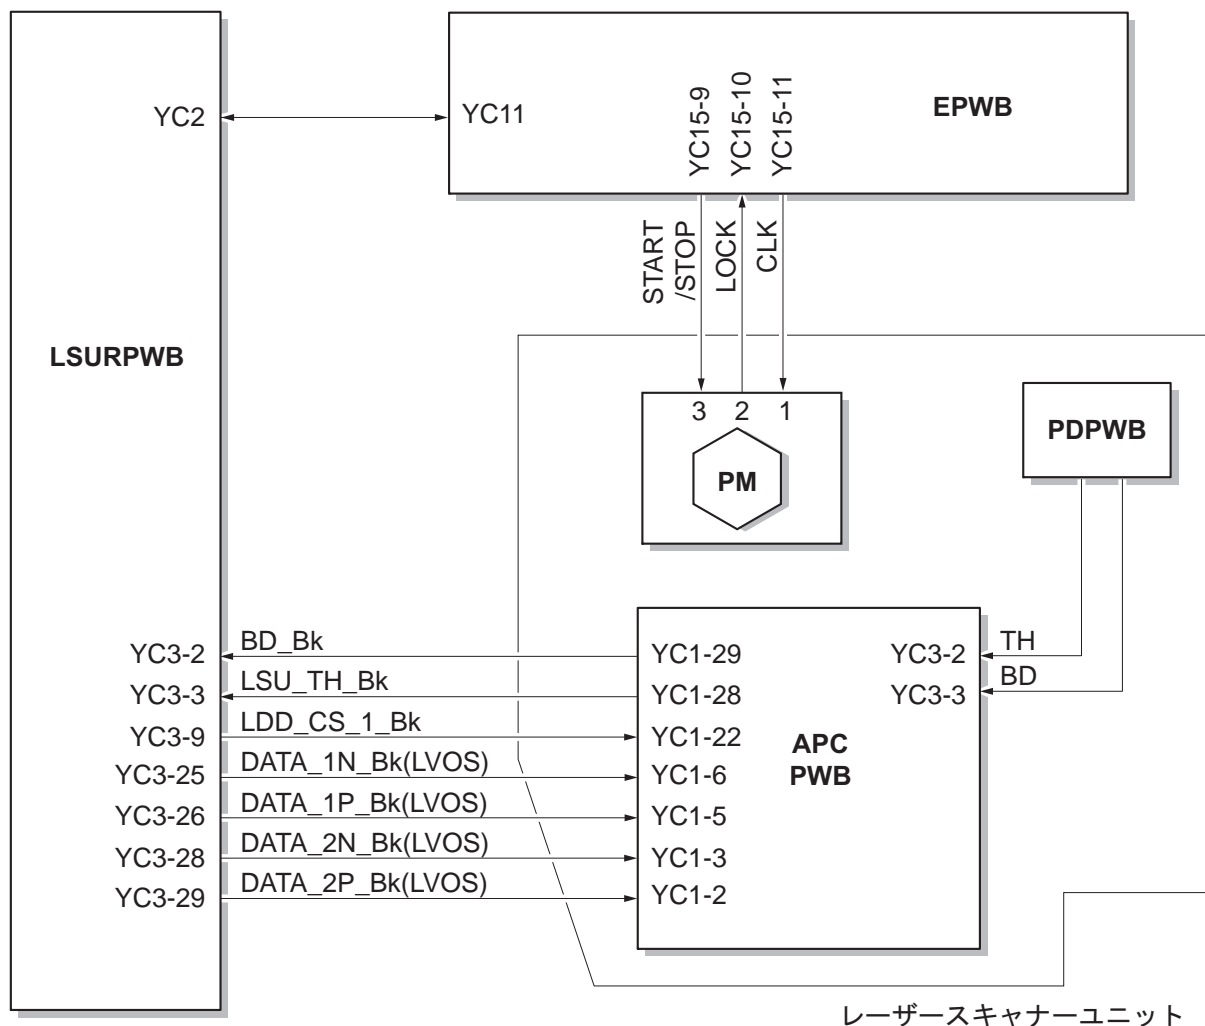 YC2
YC11
YC15-9
YC15-10
YC15-11
EPWB
START
/STOP
LOCK
CLK
LSURPWB
3 2 1
PM
PDPWB
YC3-2 BD_Bk YC1-29 YC3-2 TH
YC3-3 LSU_TH_Bk YC1-28 YC3-3 BD
YC3-9 LDD_CS_1_Bk YC1-22
APC
PWB
YC3-25 DATA_1N_Bk(LVOS) YC1-6
YC3-26 DATA_1P_Bk(LVOS) YC1-5
YC3-28 DATA_2N_Bk(LVOS) YC1-3
YC3-29 DATA_2P_Bk(LVOS) YC1-2
レーザースキャナーユニット